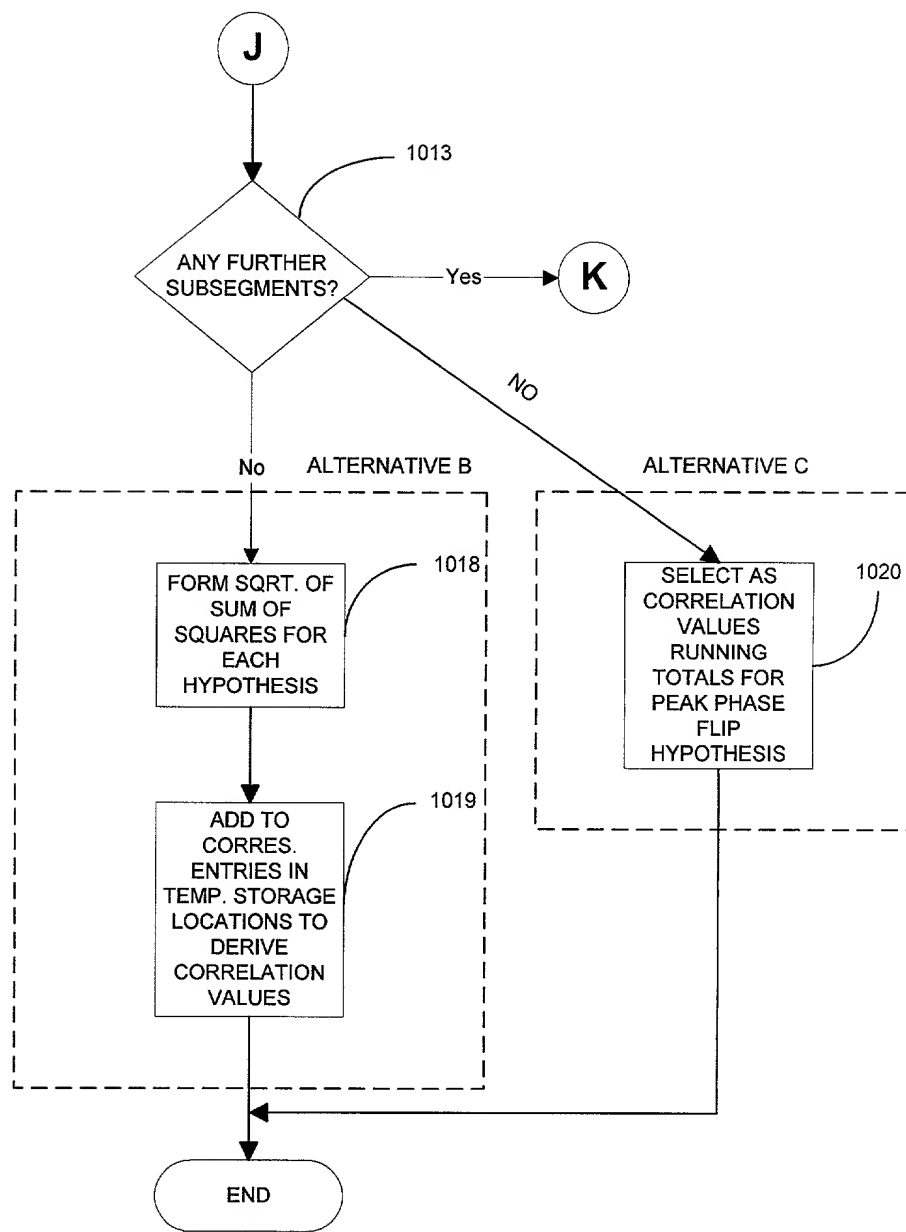 J
1013
ANY FURTHER
SUBSEGMENTS?
Yes
K
NO
No
ALTERNATIVE B
ALTERNATIVE C
FORM SQRT. OF
SUM OF
SQUARES FOR
EACH
HYPOTHESIS
1018
SELECT AS
CORRELATION
VALUES
RUNNING
TOTALS FOR
PEAK PHASE
FLIP
HYPOTHESIS
1020
ADD TO
CORRES.
ENTRIES IN
TEMP. STORAGE
LOCATIONS TO
DERIVE
CORRELATION
VALUES
1019
END